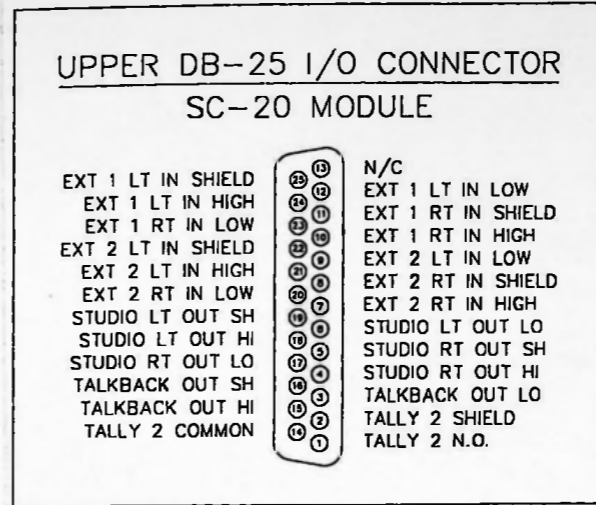 UPPER DB-25 I/O CONNECTOR
SC-20 MODULE
EXT 1 LT IN SHIELD
EXT 1 LT IN HIGH
EXT 1 RT IN LOW
EXT 2 LT IN SHIELD
EXT 2 LT IN HIGH
EXT 2 RT IN LOW
STUDIO LT OUT SH
STUDIO LT OUT HI
STUDIO RT OUT LO
TALKBACK OUT SH
TALKBACK OUT HI
TALLY 2 COMMON
25
24
23
22
21
20
19
18
17
16
15
14
13
12
11
10
9
8
7
6
5
4
3
2
1
N/C
EXT 1 LT IN LOW
EXT 1 RT IN SHIELD
EXT 1 RT IN HIGH
EXT 2 LT IN LOW
EXT 2 RT IN SHIELD
EXT 2 RT IN HIGH
STUDIO LT OUT LO
STUDIO RT OUT SH
STUDIO RT OUT HI
TALKBACK OUT LO
TALLY 2 SHIELD
TALLY 2 N.O.